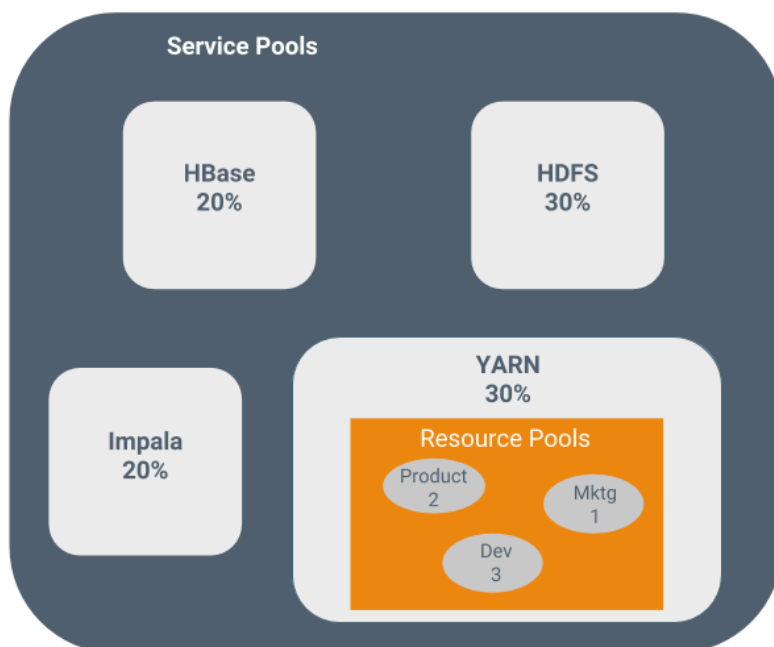 Service Pools
HBase
20%
HDFS
30%
Impala
20%
YARN
30%
Resource Pools
Product
2
Mktg
1
Dev
3